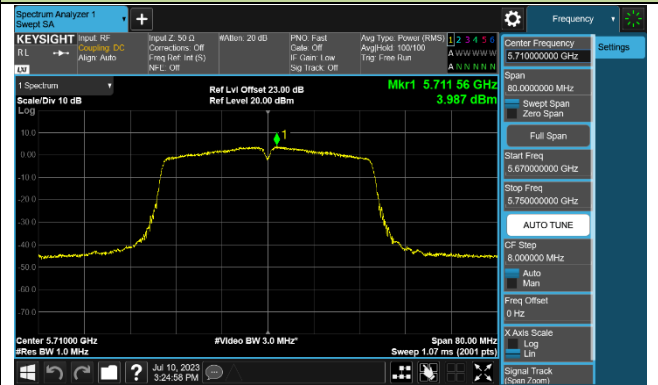 Spectrum Analyzer 1
Swept SA
Frequency
KEYSIGHT
RL
Input: RF
Coupling: DC
Align: Auto
Input Z: 50 Ω
Corrections: Off
Freq Ref: Int (S)
NFE: Off
#Atten: 20 dB
PNO: Fast
Gate: Off
IF Gain: Low
Sig Track: Off
Avg Type: Power (RMS)
Avg|Hold: 100/100
Trig: Free Run
1 2 3 4 5 6
A W W W W W
A N N N N N
LXI
1 Spectrum
Scale/Div 10 dB
Log
Ref Lvl Offset 23.00 dB
Ref Level 20.00 dBm
Mkr1 5.711 56 GHz
3.987 dBm
1
10.0
0.00
-10.0
-20.0
-30.0
-40.0
-50.0
-60.0
-70.0
Center 5.71000 GHz
#Res BW 1.0 MHz
#Video BW 3.0 MHz*
Span 80.00 MHz
Sweep 1.07 ms (2001 pts)
Jul 10, 2023
3:24:58 PM
Center Frequency
5.710000000 GHz
Settings
Span
80.0000000 MHz
Swept Span
Zero Span
Full Span
Start Freq
5.670000000 GHz
Stop Freq
5.750000000 GHz
AUTO TUNE
CF Step
8.000000 MHz
Auto
Man
Freq Offset
0 Hz
X Axis Scale
Log
Lin
Signal Track
(Span Zoom)